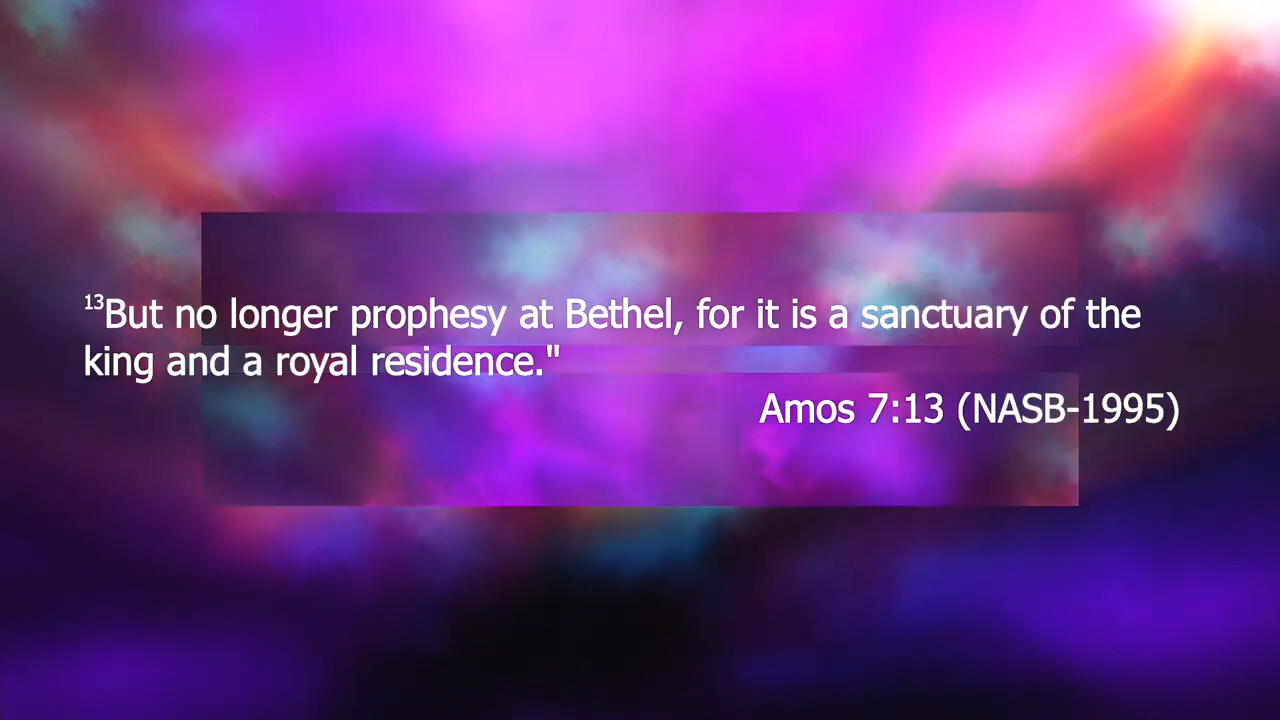 13But no longer prophesy at Bethel, for it is a sanctuary of the
king and a royal residence."
Amos 7:13 (NASB-1995)